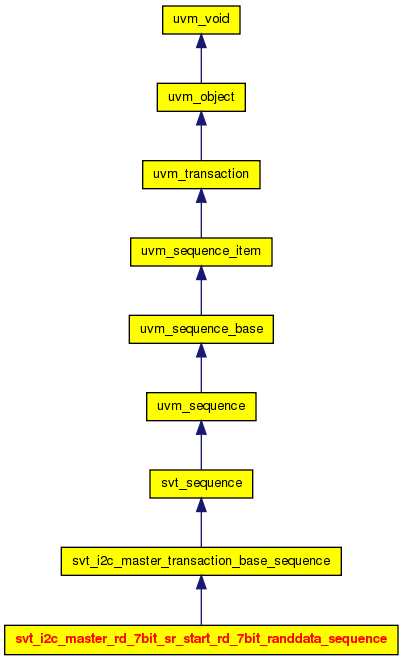 uvm_void
uvm_object
uvm_transaction
uvm_sequence_item
uvm_sequence_base
uvm_sequence
svt_sequence
svt_i2c_master_transaction_base_sequence
svt_i2c_master_rd_7bit_sr_start_rd_7bit_randdata_sequence